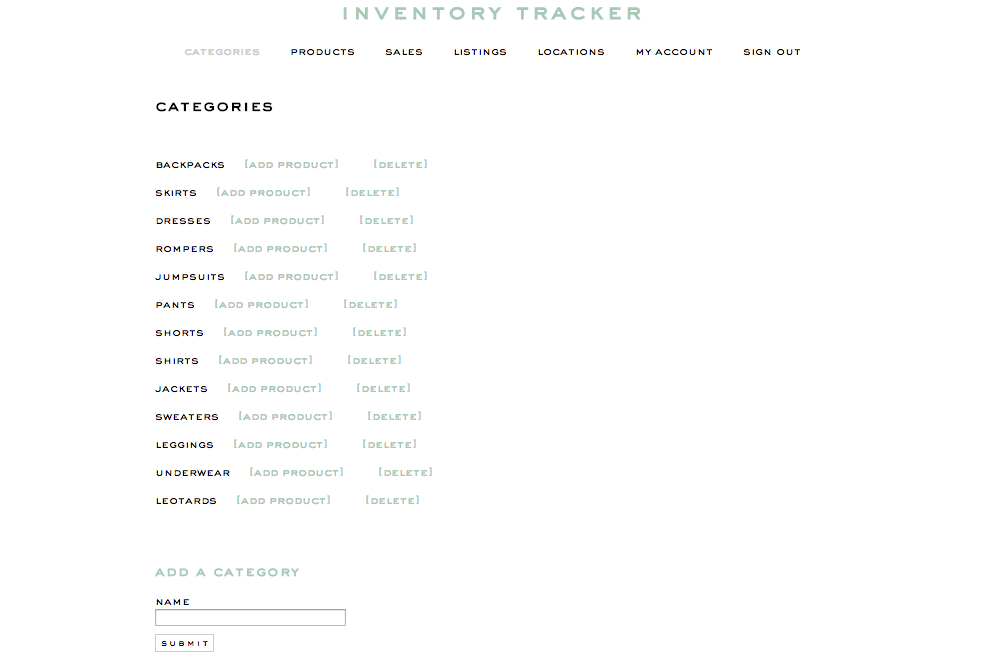 INVENTORY TRACKER
CATEGORIES PRODUCTS SALES LISTINGS LOCATIONS MY ACCOUNT SIGN OUT
CATEGORIES
BACKPACKS [ADD PRODUCT] [DELETE]
SKIRTS [ADD PRODUCT] [DELETE]
DRESSES [ADD PRODUCT] [DELETE]
ROMPERS [ADD PRODUCT] [DELETE]
JUMPSUITS [ADD PRODUCT] [DELETE]
PANTS [ADD PRODUCT] [DELETE]
SHORTS [ADD PRODUCT] [DELETE]
SHIRTS [ADD PRODUCT] [DELETE]
JACKETS [ADD PRODUCT] [DELETE]
SWEATERS [ADD PRODUCT] [DELETE]
LEGGINGS [ADD PRODUCT] [DELETE]
UNDERWEAR [ADD PRODUCT] [DELETE]
LEOTARDS [ADD PRODUCT] [DELETE]
ADD A CATEGORY
NAME
SUBMIT